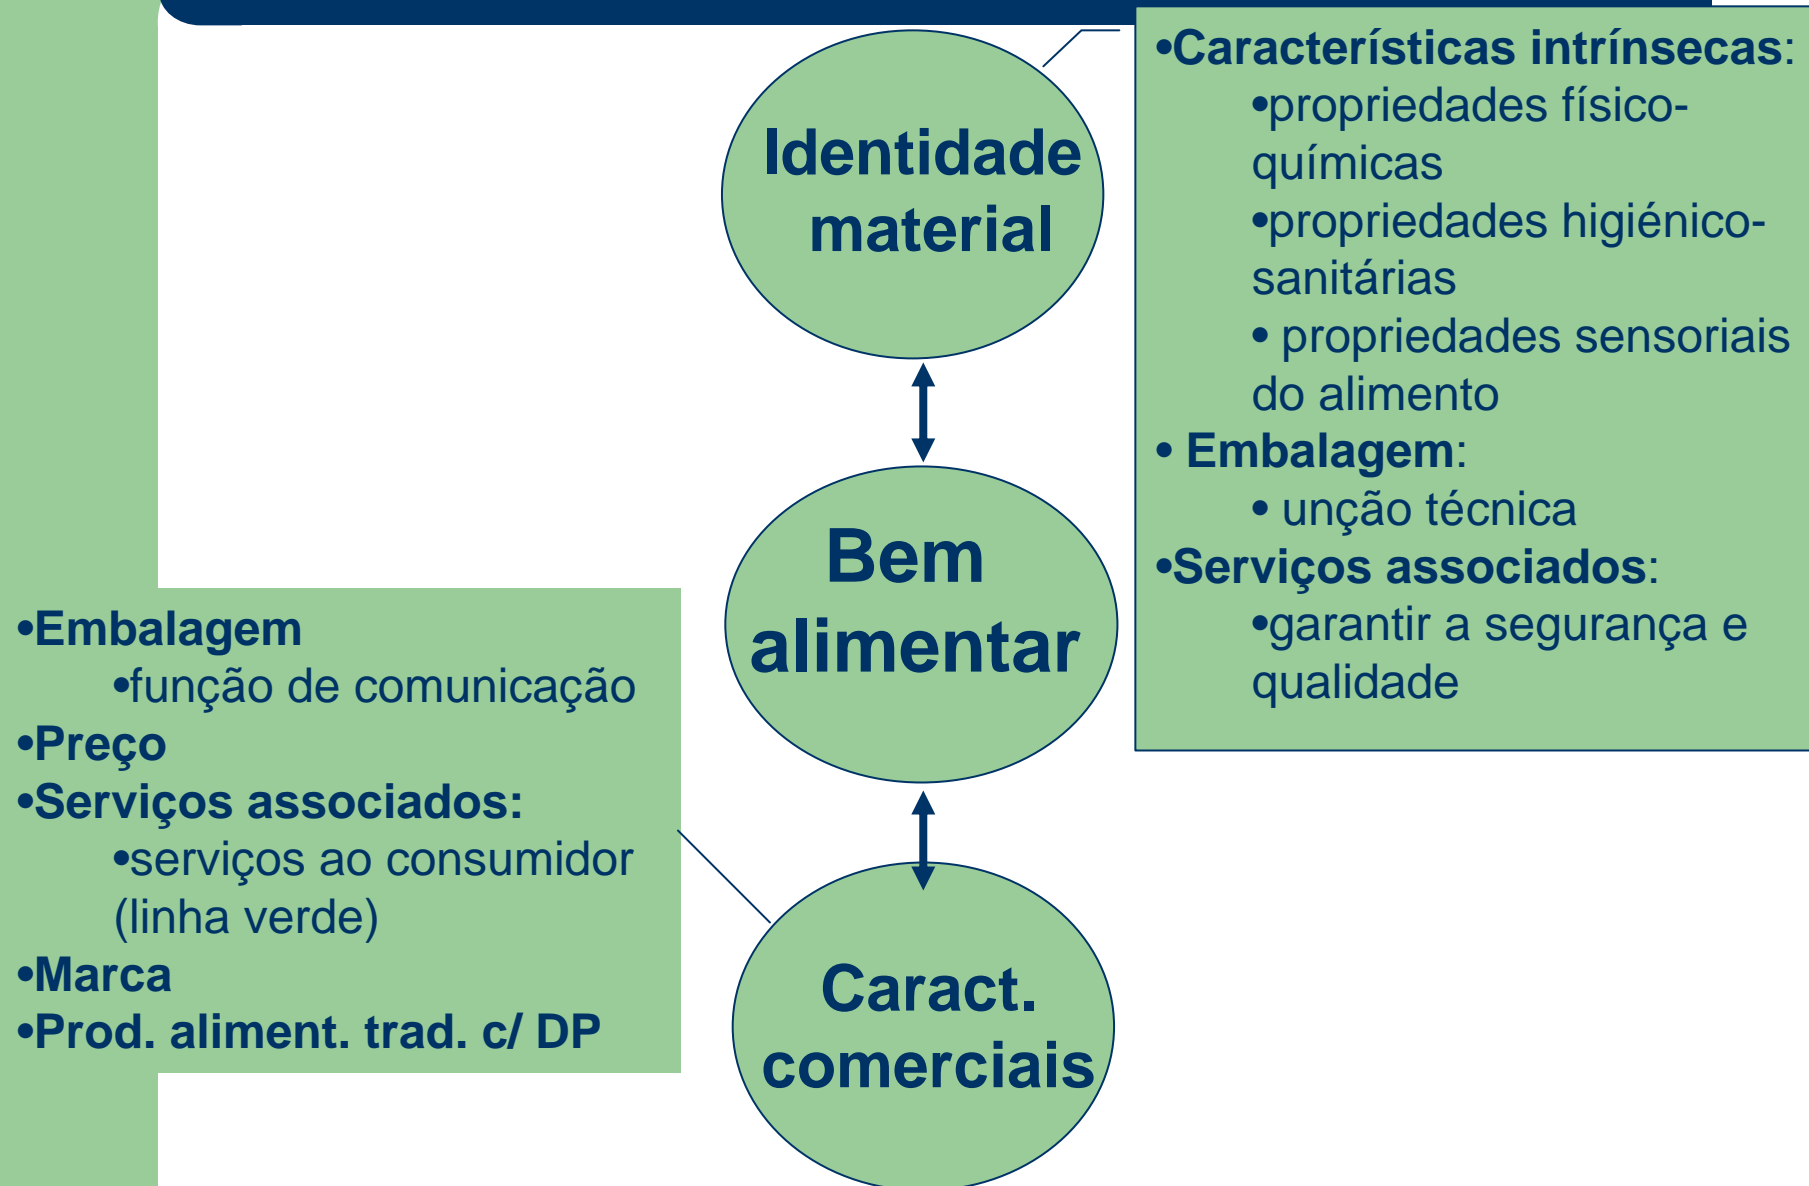 Identidade
material
•Características intrínsecas:
•propriedades físico-
químicas
•propriedades higiénico-
sanitárias
• propriedades sensoriais
do alimento
• Embalagem:
• unção técnica
•Serviços associados:
•garantir a segurança e
qualidade
Bem
alimentar
•Embalagem
•função de comunicação
•Preço
•Serviços associados:
•serviços ao consumidor
(linha verde)
•Marca
•Prod. aliment. trad. c/ DP
Caract.
comerciais